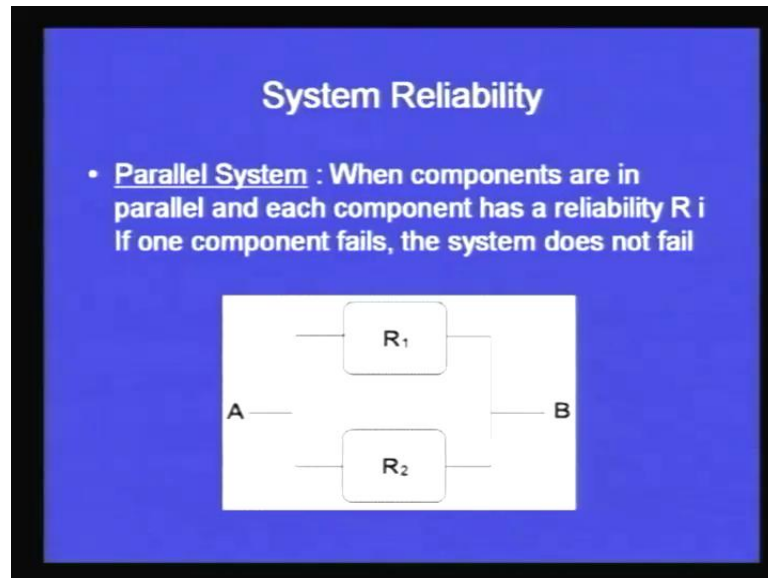 System Reliability
• Parallel System : When components are in
parallel and each component has a reliability R i
If one component fails, the system does not fail
R₁
A
B
R₂